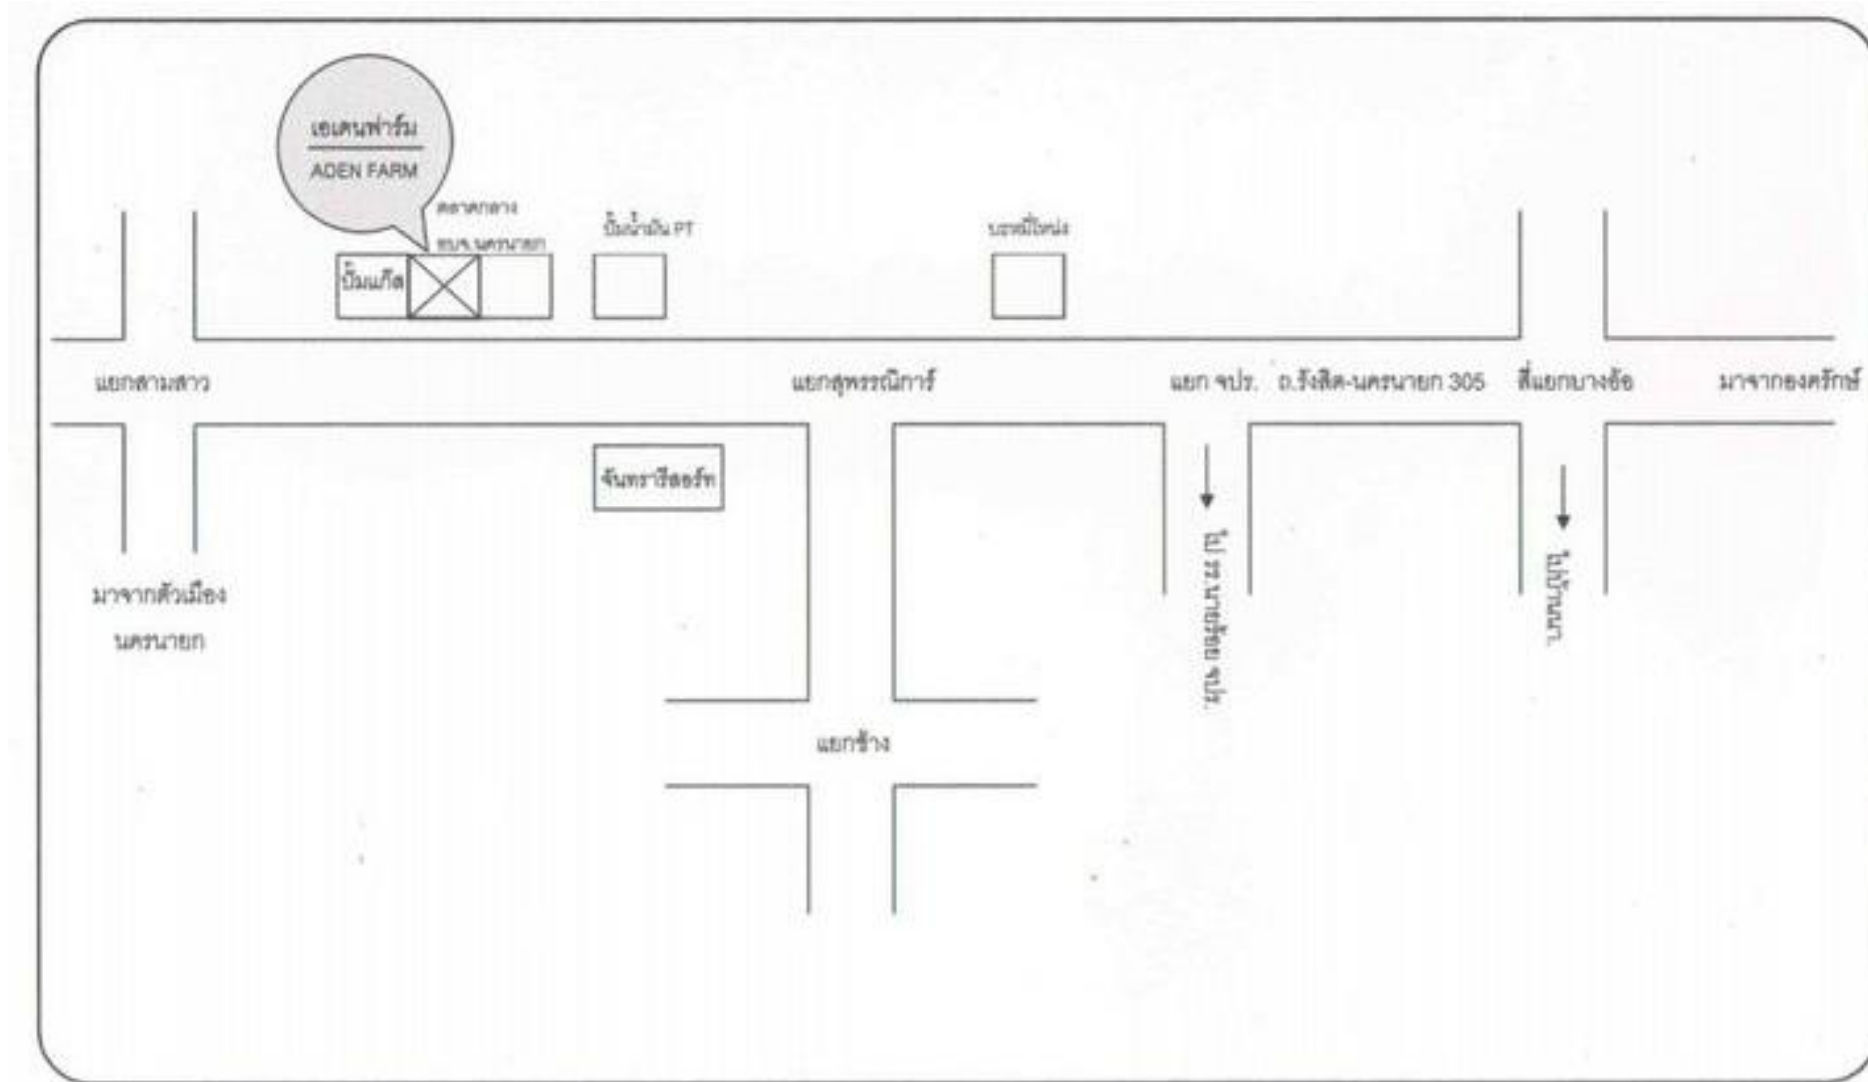 เอเดนฟาร์ม
ADEN FARM
ตลาดกลาง
อบจ.นครนายก
ปั๊มแก๊ส
ปั๊มน้ำมัน PT
บะหมี่โหน่ง
แยกสามสาว
แยกสุพรรณิการ์
แยก จปร.
ถ.รังสิต-นครนายก 305
สี่แยกบางอ้อ
มาจากองครักษ์
จันทรารีสอร์ท
มาจากตัวเมือง
นครนายก
ไป รร.นายร้อย จปร.
ไปบ้านนา.
แยกช้าง